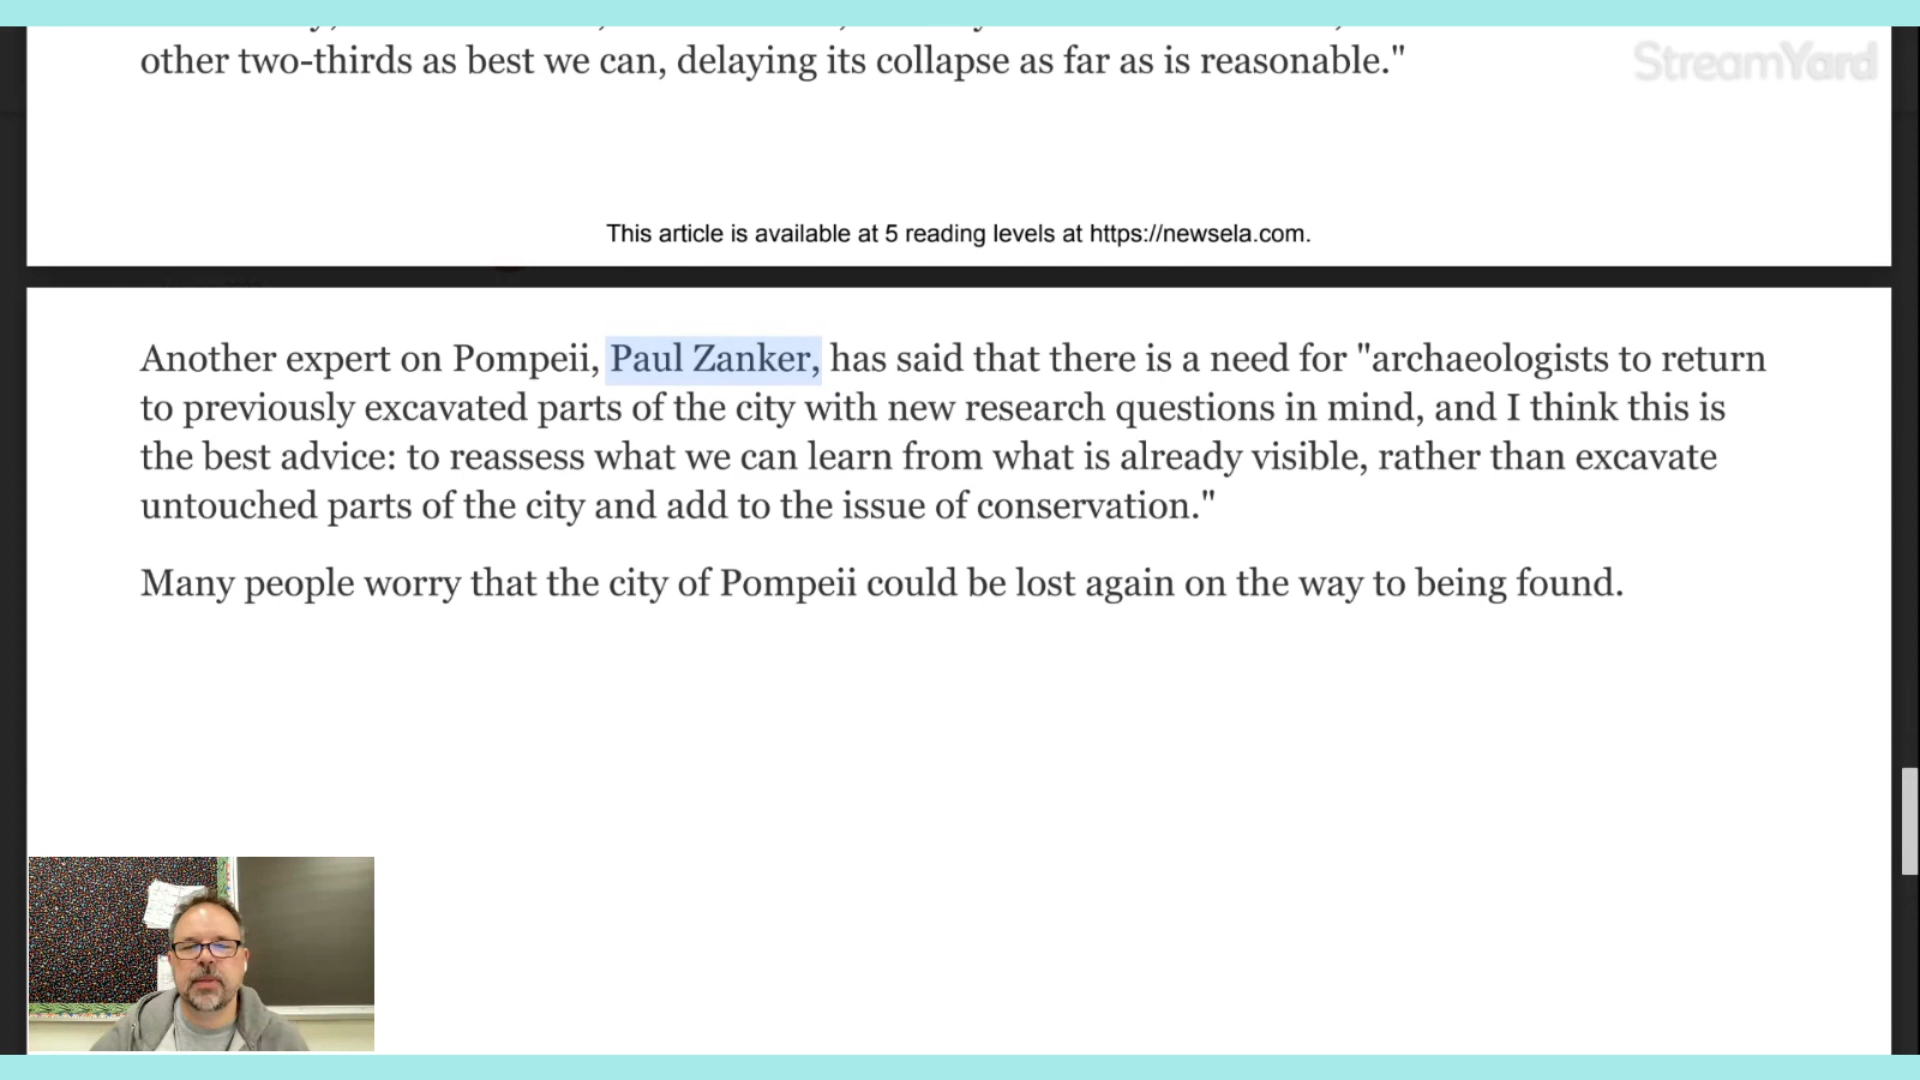 other two-thirds as best we can, delaying its collapse as far as is reasonable."
StreamYard
This article is available at 5 reading levels at https://newsela.com.
Another expert on Pompeii, Paul Zanker, has said that there is a need for "archaeologists to return
to previously excavated parts of the city with new research questions in mind, and I think this is
the best advice: to reassess what we can learn from what is already visible, rather than excavate
untouched parts of the city and add to the issue of conservation."
Many people worry that the city of Pompeii could be lost again on the way to being found.